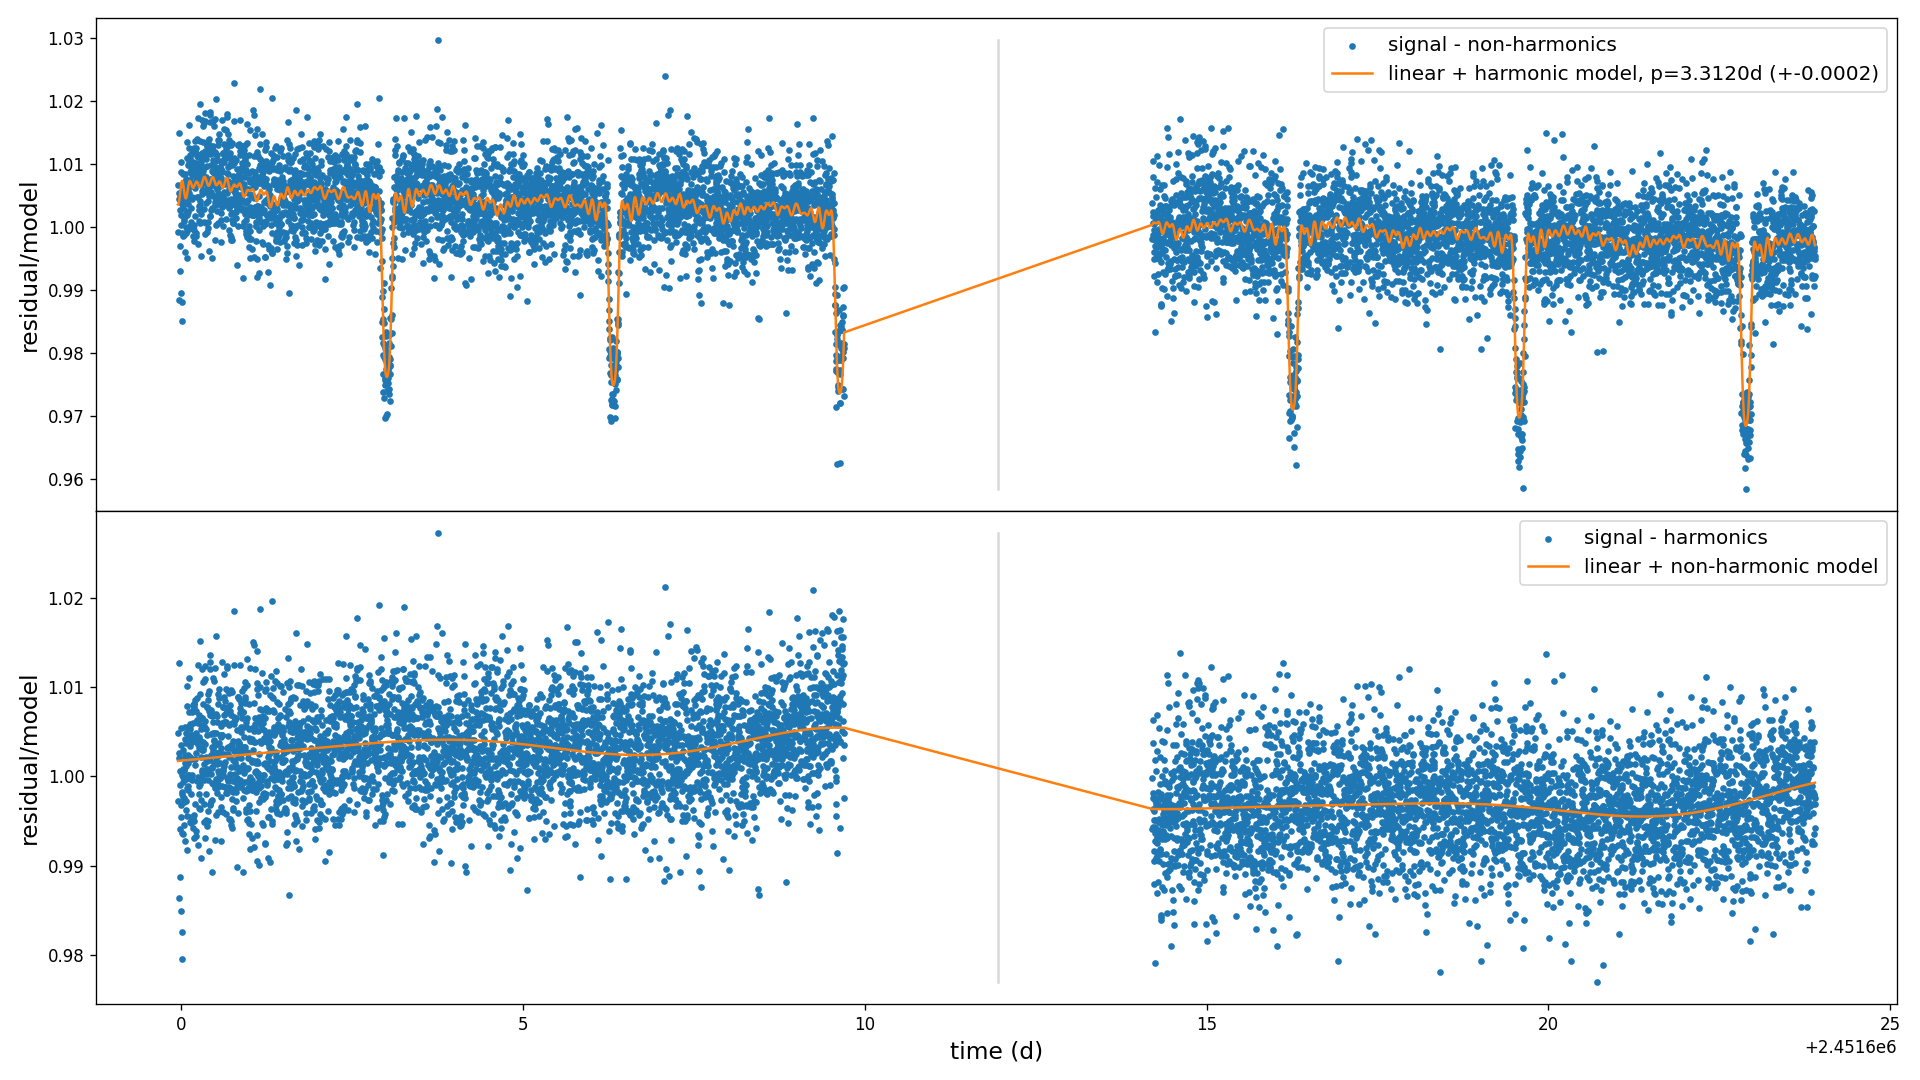 1.03
signal - non-harmonics
linear + harmonic model, p=3.3120d (+-0.0002)
1.02
1.01
1.00
0.99
0.98
0.97
0.96
residual/model
signal - harmonics
linear + non-harmonic model
1.02
1.01
1.00
0.99
0.98
residual/model
0 5 10 15 20 25
time (d)
+2.4516e6